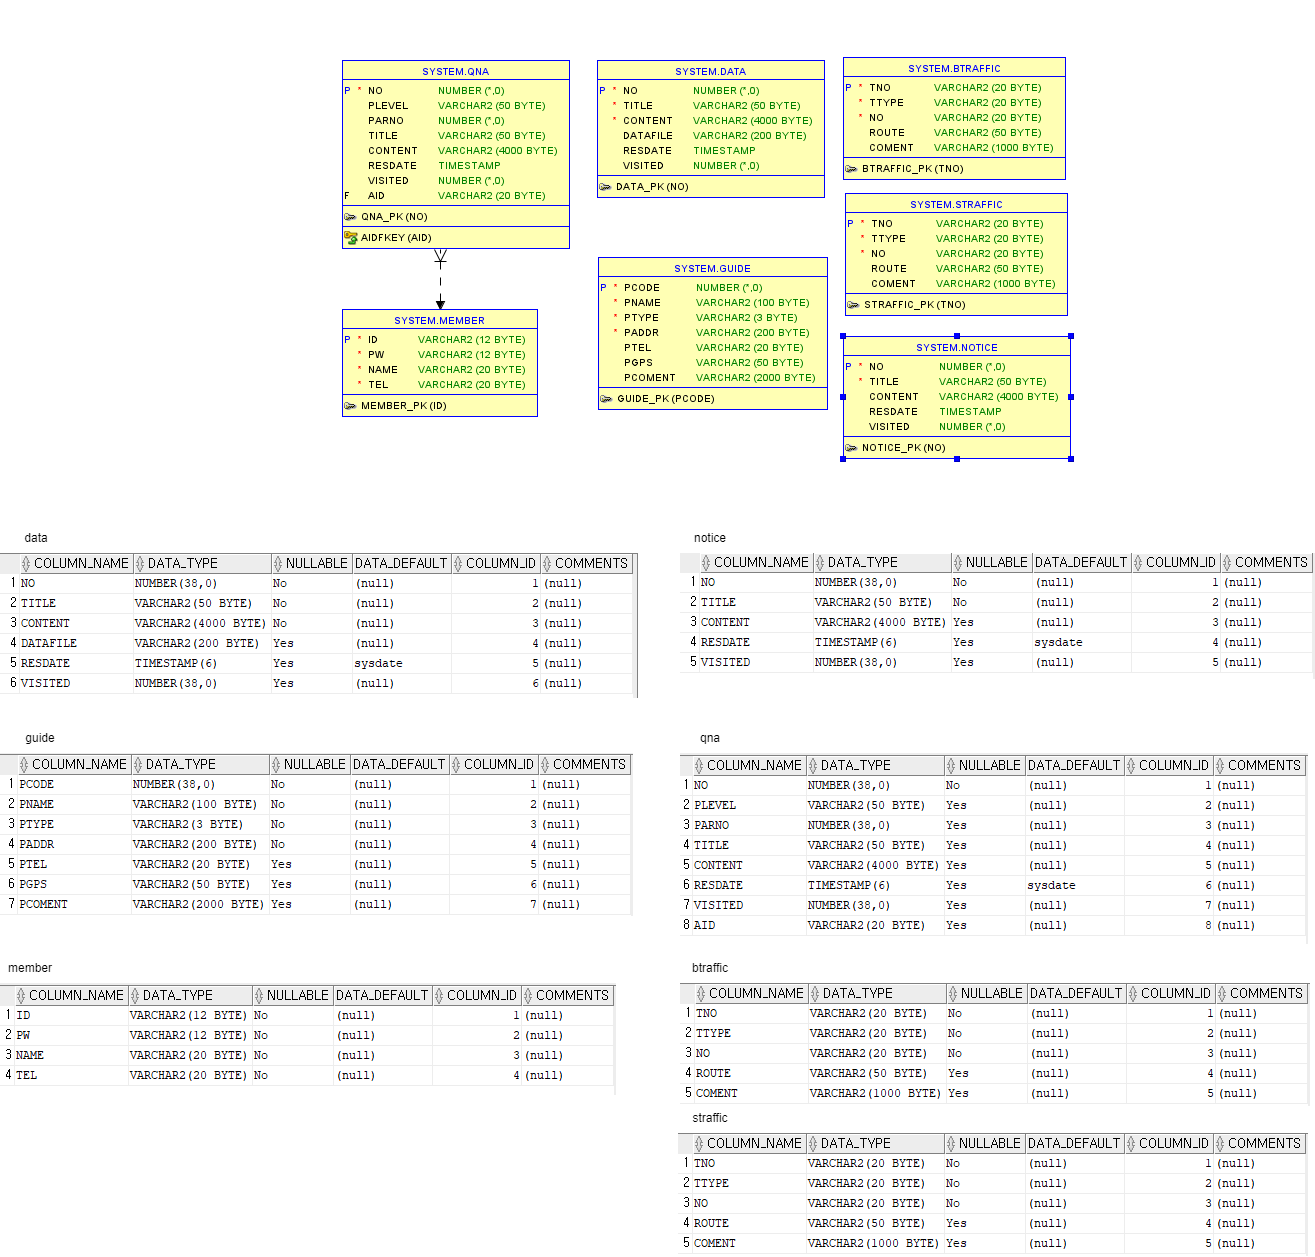 SYSTEM.QNA
P * NO NUMBER (*,0)
PLEVEL VARCHAR2 (50 BYTE)
PARNO NUMBER (*,0)
TITLE VARCHAR2 (50 BYTE)
CONTENT VARCHAR2 (4000 BYTE)
RESDATE TIMESTAMP
VISITED NUMBER (*,0)
F AID VARCHAR2 (20 BYTE)
QNA_PK (NO)
AIDFKEY (AID)
SYSTEM.MEMBER
P * ID VARCHAR2 (12 BYTE)
* PW VARCHAR2 (12 BYTE)
* NAME VARCHAR2 (20 BYTE)
* TEL VARCHAR2 (20 BYTE)
MEMBER_PK (ID)
SYSTEM.DATA
P * NO NUMBER (*,0)
* TITLE VARCHAR2 (50 BYTE)
* CONTENT VARCHAR2 (4000 BYTE)
DATAFILE VARCHAR2 (200 BYTE)
RESDATE TIMESTAMP
VISITED NUMBER (*,0)
DATA_PK (NO)
SYSTEM.GUIDE
P * PCODE NUMBER (*,0)
* PNAME VARCHAR2 (100 BYTE)
* PTYPE VARCHAR2 (3 BYTE)
* PADDR VARCHAR2 (200 BYTE)
PTEL VARCHAR2 (20 BYTE)
PGPS VARCHAR2 (50 BYTE)
PCOMENT VARCHAR2 (2000 BYTE)
GUIDE_PK (PCODE)
SYSTEM.BTRAFFIC
P * TNO VARCHAR2 (20 BYTE)
* TTYPE VARCHAR2 (20 BYTE)
* NO VARCHAR2 (20 BYTE)
ROUTE VARCHAR2 (50 BYTE)
COMENT VARCHAR2 (1000 BYTE)
BTRAFFIC_PK (TNO)
SYSTEM.STRAFFIC
P * TNO VARCHAR2 (20 BYTE)
* TTYPE VARCHAR2 (20 BYTE)
* NO VARCHAR2 (20 BYTE)
ROUTE VARCHAR2 (50 BYTE)
COMENT VARCHAR2 (1000 BYTE)
STRAFFIC_PK (TNO)
SYSTEM.NOTICE
P * NO NUMBER (*,0)
* TITLE VARCHAR2 (50 BYTE)
CONTENT VARCHAR2 (4000 BYTE)
RESDATE TIMESTAMP
VISITED NUMBER (*,0)
NOTICE_PK (NO)
data
COLUMN_NAME DATA_TYPE NULLABLE DATA_DEFAULT COLUMN_ID COMMENTS
1 NO NUMBER(38,0) No (null) 1 (null)
2 TITLE VARCHAR2(50 BYTE) No (null) 2 (null)
3 CONTENT VARCHAR2(4000 BYTE) No (null) 3 (null)
4 DATAFILE VARCHAR2(200 BYTE) Yes (null) 4 (null)
5 RESDATE TIMESTAMP(6) Yes sysdate 5 (null)
6 VISITED NUMBER(38,0) Yes (null) 6 (null)
notice
COLUMN_NAME DATA_TYPE NULLABLE DATA_DEFAULT COLUMN_ID COMMENTS
1 NO NUMBER(38,0) No (null) 1 (null)
2 TITLE VARCHAR2(50 BYTE) No (null) 2 (null)
3 CONTENT VARCHAR2(4000 BYTE) Yes (null) 3 (null)
4 RESDATE TIMESTAMP(6) Yes sysdate 4 (null)
5 VISITED NUMBER(38,0) Yes (null) 5 (null)
guide
COLUMN_NAME DATA_TYPE NULLABLE DATA_DEFAULT COLUMN_ID COMMENTS
1 PCODE NUMBER(38,0) No (null) 1 (null)
2 PNAME VARCHAR2(100 BYTE) No (null) 2 (null)
3 PTYPE VARCHAR2(3 BYTE) No (null) 3 (null)
4 PADDR VARCHAR2(200 BYTE) No (null) 4 (null)
5 PTEL VARCHAR2(20 BYTE) Yes (null) 5 (null)
6 PGPS VARCHAR2(50 BYTE) Yes (null) 6 (null)
7 PCOMENT VARCHAR2(2000 BYTE) Yes (null) 7 (null)
qna
COLUMN_NAME DATA_TYPE NULLABLE DATA_DEFAULT COLUMN_ID COMMENTS
1 NO NUMBER(38,0) No (null) 1 (null)
2 PLEVEL VARCHAR2(50 BYTE) Yes (null) 2 (null)
3 PARNO NUMBER(38,0) Yes (null) 3 (null)
4 TITLE VARCHAR2(50 BYTE) Yes (null) 4 (null)
5 CONTENT VARCHAR2(4000 BYTE) Yes (null) 5 (null)
6 RESDATE TIMESTAMP(6) Yes sysdate 6 (null)
7 VISITED NUMBER(38,0) Yes (null) 7 (null)
8 AID VARCHAR2(20 BYTE) Yes (null) 8 (null)
member
COLUMN_NAME DATA_TYPE NULLABLE DATA_DEFAULT COLUMN_ID COMMENTS
1 ID VARCHAR2(12 BYTE) No (null) 1 (null)
2 PW VARCHAR2(12 BYTE) No (null) 2 (null)
3 NAME VARCHAR2(20 BYTE) No (null) 3 (null)
4 TEL VARCHAR2(20 BYTE) No (null) 4 (null)
btraffic
COLUMN_NAME DATA_TYPE NULLABLE DATA_DEFAULT COLUMN_ID COMMENTS
1 TNO VARCHAR2(20 BYTE) No (null) 1 (null)
2 TTYPE VARCHAR2(20 BYTE) No (null) 2 (null)
3 NO VARCHAR2(20 BYTE) No (null) 3 (null)
4 ROUTE VARCHAR2(50 BYTE) Yes (null) 4 (null)
5 COMENT VARCHAR2(1000 BYTE) Yes (null) 5 (null)
straffic
COLUMN_NAME DATA_TYPE NULLABLE DATA_DEFAULT COLUMN_ID COMMENTS
1 TNO VARCHAR2(20 BYTE) No (null) 1 (null)
2 TTYPE VARCHAR2(20 BYTE) No (null) 2 (null)
3 NO VARCHAR2(20 BYTE) No (null) 3 (null)
4 ROUTE VARCHAR2(50 BYTE) Yes (null) 4 (null)
5 COMENT VARCHAR2(1000 BYTE) Yes (null) 5 (null)